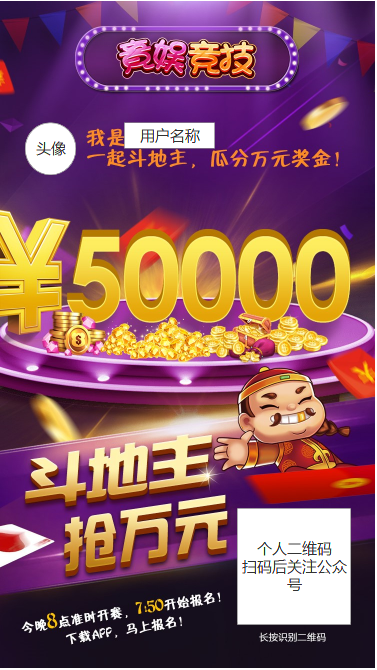 竟娱竞技
头像
我是 用户名称
一起斗地主，瓜分万元奖金！
¥50000
斗地主
抢万元
个人二维码
扫码后关注公众
号
今晚8点准时开赛，7:50开始报名！
下载APP，马上报名！
长按识别二维码